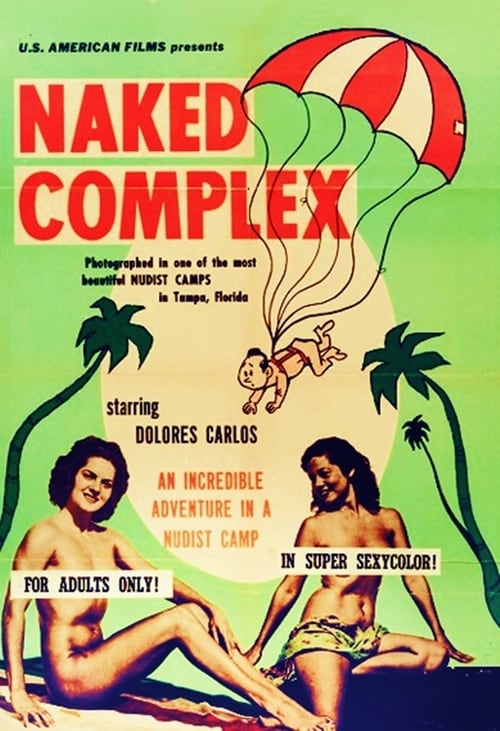 U.S. AMERICAN FILMS presents
NAKED
COMPLEX
Photographed in one of the most
beautiful NUDIST CAMPS
in Tampa, Florida
starring
DOLORES CARLOS
AN INCREDIBLE
ADVENTURE IN A
NUDIST CAMP
IN SUPER SEXYCOLOR!
FOR ADULTS ONLY!